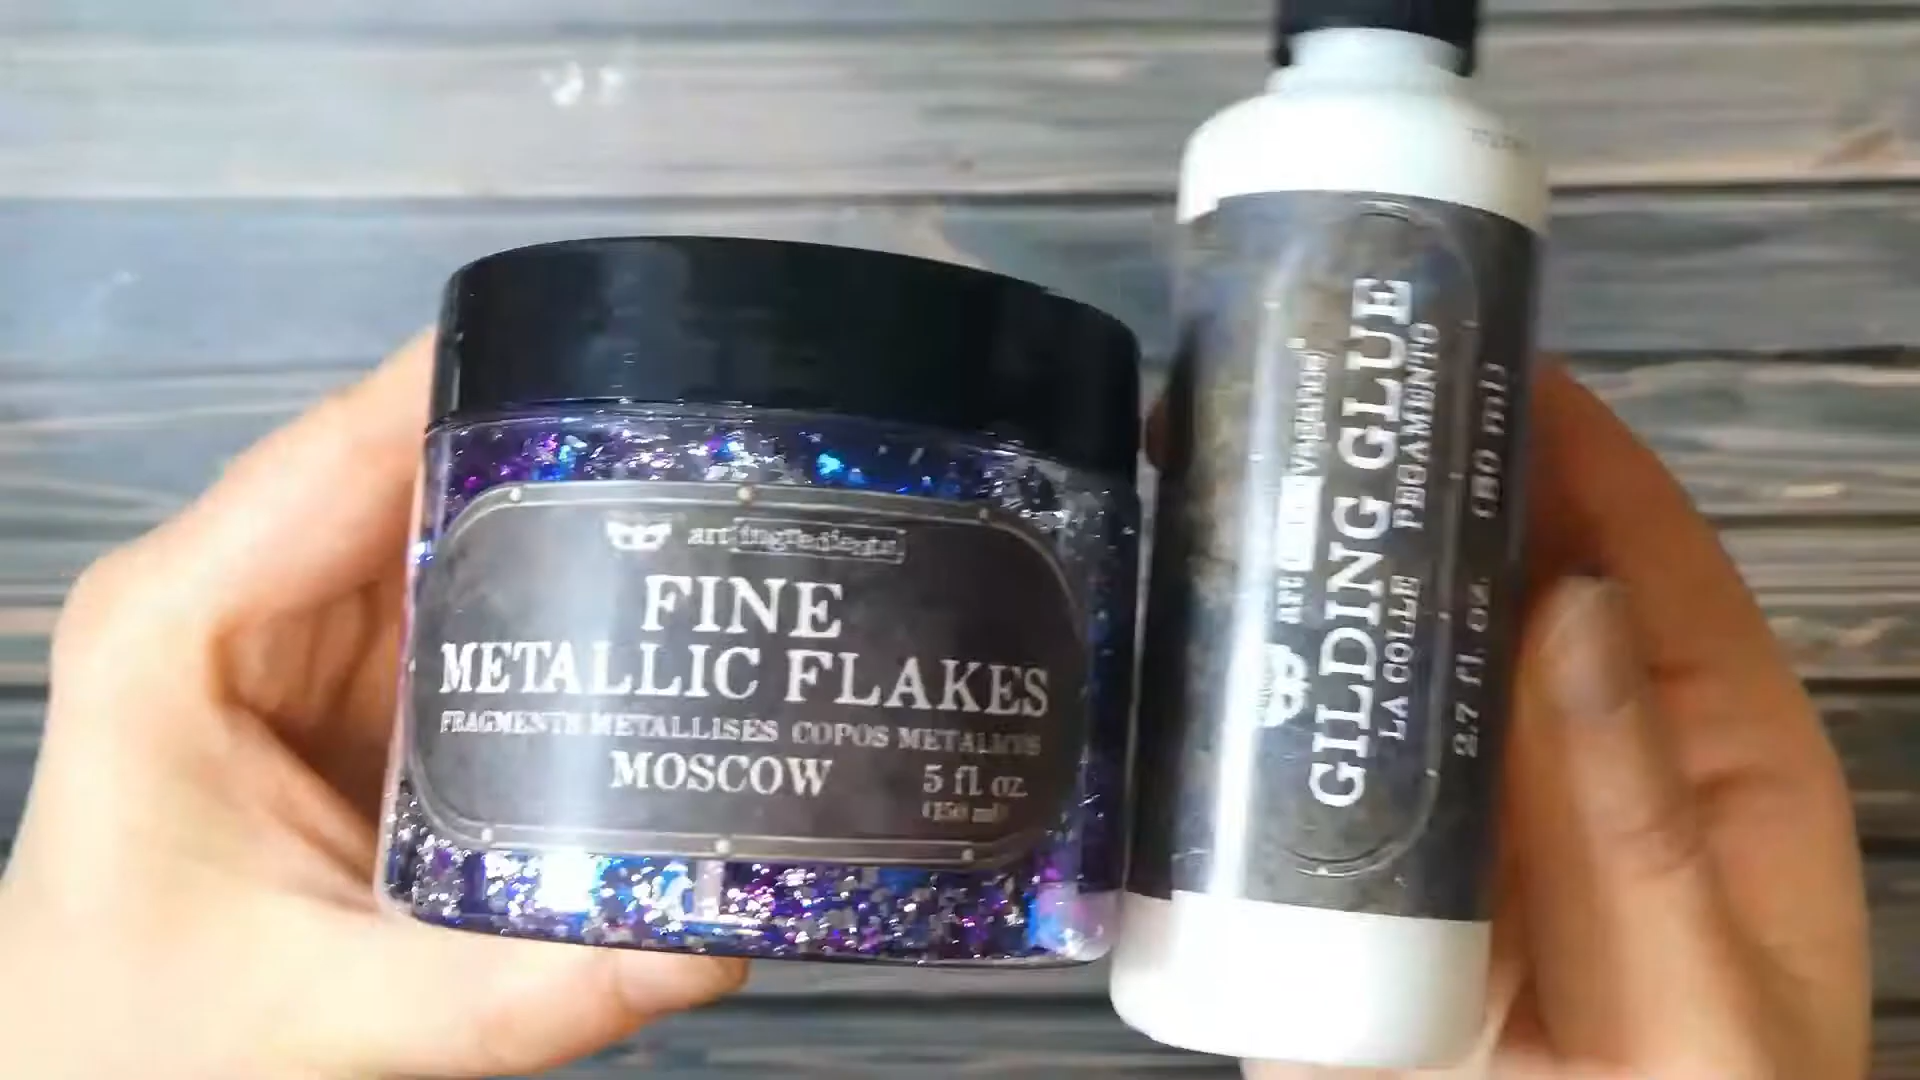 art ingredients
FINE
METALLIC FLAKES
FRAGMENTS METALLISES COPOS METALICOS
MOSCOW
5 fl. oz.
(150 ml)
art
GILDING GLUE
LA COLLE PEGAMENTO
2.7 fl. oz. (80 ml)